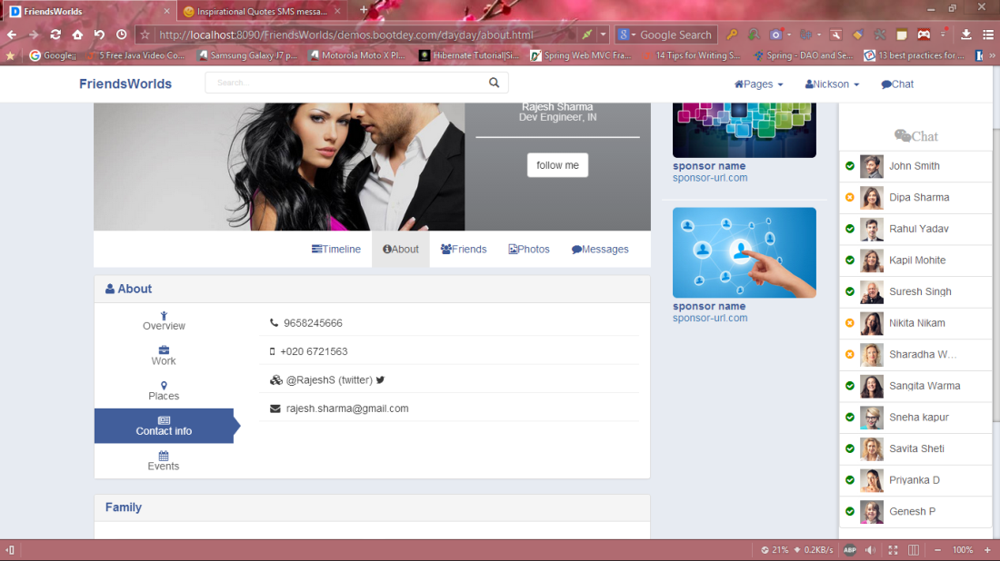 FriendsWorlds
Inspirational Quotes SMS messa...
http://localhost:8090/FriendsWorlds/demos.bootdey.com/dayday/about.html
Google Search
5 Free Java Video Co...
Samsung Galaxy J7 p...
Motorola Moto X Pl...
Hibernate Tutorial|Si...
Spring Web MVC Fra...
14 Tips for Writing S...
Spring - DAO and Se...
13 best practices for ...
FriendsWorlds
Search...
Pages
Nickson
Chat
Rajesh Sharma
Dev Engineer, IN
follow me
Timeline
About
Friends
Photos
Messages
About
Overview
Work
Places
Contact info
Events
9658245666
+020 6721563
@RajeshS (twitter)
rajesh.sharma@gmail.com
Family
sponsor name
sponsor-url.com
sponsor name
sponsor-url.com
Chat
John Smith
Dipa Sharma
Rahul Yadav
Kapil Mohite
Suresh Singh
Nikita Nikam
Sharadha W...
Sangita Warma
Sneha kapur
Savita Sheti
Priyanka D
Genesh P
21%
0.2KB/s
ABP
100%